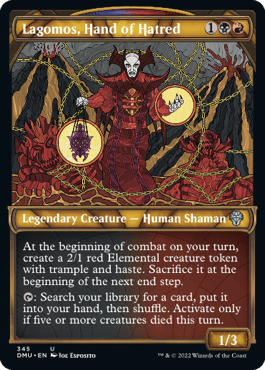 Lagomos, Hand of Hatred 1
Legendary Creature — Human Shaman
At the beginning of combat on your turn,
create a 2/1 red Elemental creature token
with trample and haste. Sacrifice it at the
beginning of the next end step.
: Search your library for a card, put it
into your hand, then shuffle. Activate only
if five or more creatures died this turn.
1/3
345 U
DMU • EN Joe Esposito
™ & © 2022 Wizards of the Coast